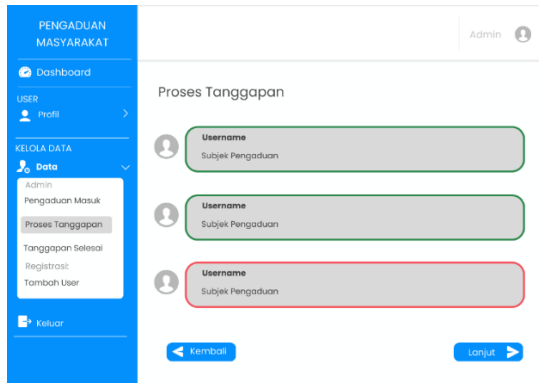 PENGADUAN
MASYARAKAT
Dashboard
USER
Profil
KELOLA DATA
Data
Admin
Pengaduan Masuk
Proses Tanggapan
Tanggapan Selesai
Registrasi:
Tambah User
Keluar
Admin
Proses Tanggapan
Username
Subjek Pengaduan
Username
Subjek Pengaduan
Username
Subjek Pengaduan
Kembali
Lanjut